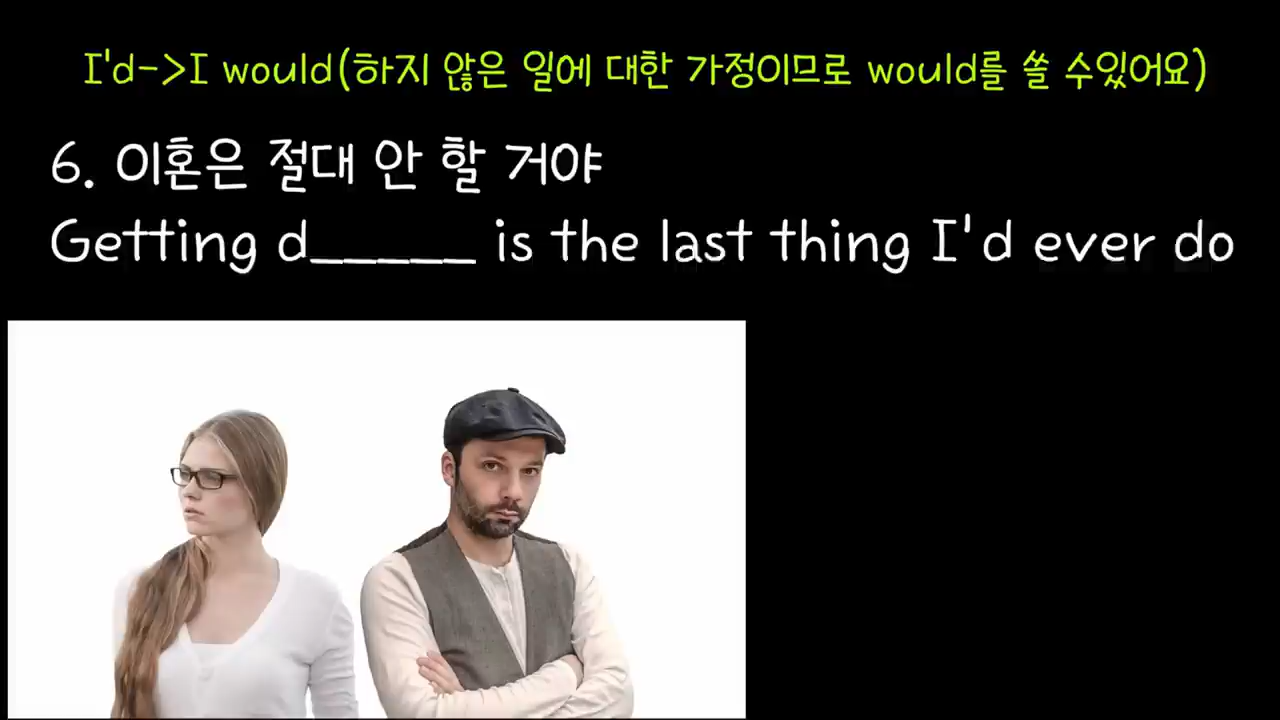 I'd->I would(하지 않은 일에 대한 가정이므로 would를 쓸 수있어요)
6. 이혼은 절대 안 할 거야
Getting d_____ is the last thing I'd ever do